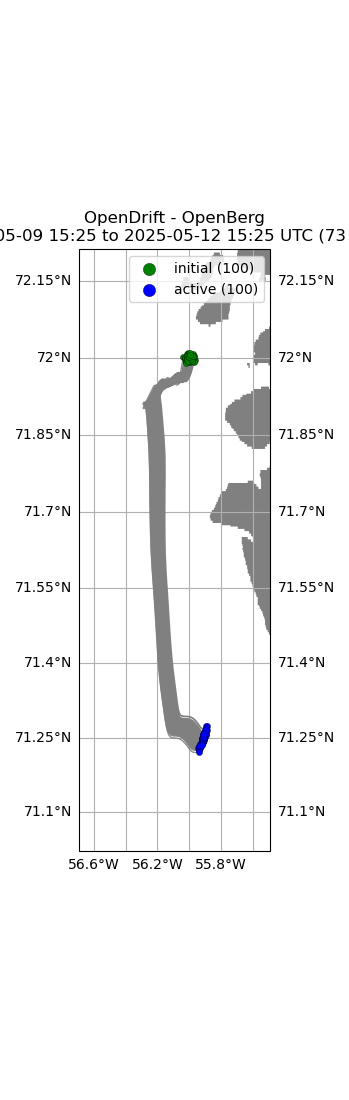 OpenDrift - OpenBerg
05-09 15:25 to 2025-05-12 15:25 UTC (73
initial (100)
active (100)
72.15°N 72.15°N
72°N 72°N
71.85°N 71.85°N
71.7°N 71.7°N
71.55°N 71.55°N
71.4°N 71.4°N
71.25°N 71.25°N
71.1°N 71.1°N
56.6°W 56.2°W 55.8°W